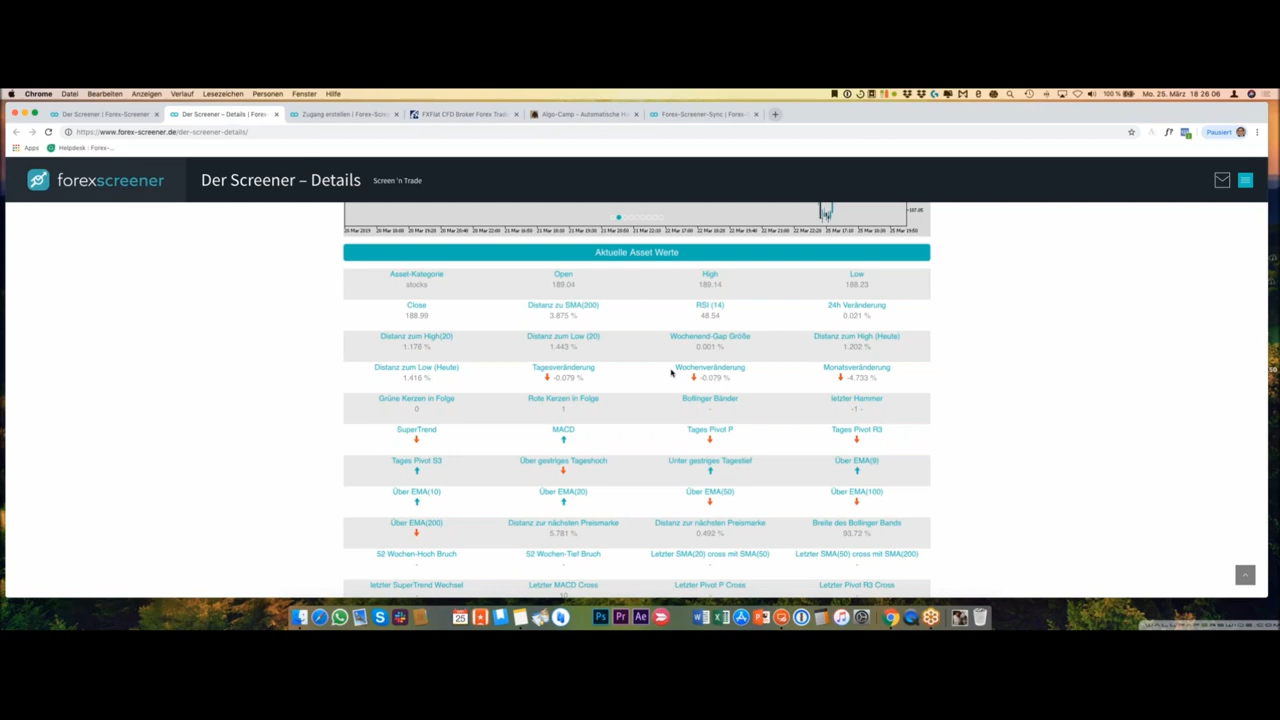 Chrome Datei Bearbeiten Anzeigen Verlauf Lesezeichen Personen Fenster Hilfe 100 % Mo. 25. März 18 26 06
Der Screener | Forex-Screener Der Screener – Details | Forex Zugang erstellen | Forex-Scre FXFlat CFD Broker Forex Trad Algo-Camp - Automatische H Forex-Screener-Sync | Forex-
https://www.forex-screener.de/der-screener-details/ Pausiert
Apps Helpdesk : Forex-...
forexscreener Der Screener – Details Screen 'n Trade
167.05
Aktuelle Asset Werte
Asset-Kategorie Open High Low
stocks 189.04 189.14 188.23
Close Distanz zu SMA(200) RSI (14) 24h Veränderung
188.99 3.875 % 48.54 0.021 %
Distanz zum High(20) Distanz zum Low (20) Wochenend-Gap Größe Distanz zum High (Heute)
1.176 % 1.443 % 0.001 % 1.202 %
Distanz zum Low (Heute) Tagesveränderung Wochenveränderung Monatsveränderung
1.416 % -0.079 % -0.079 % -4.733 %
Grüne Kerzen in Folge Rote Kerzen in Folge Bollinger Bänder letzter Hammer
0 1 - -1 -
SuperTrend MACD Tages Pivot P Tages Pivot R3
Tages Pivot S3 Über gestriges Tageshoch Unter gestriges Tagestief Über EMA(9)
Über EMA(10) Über EMA(20) Über EMA(50) Über EMA(100)
Über EMA(200) Distanz zur nächsten Preismarke Distanz zur nächsten Preismarke Breite des Bollinger Bands
5.781 % 0.492 % 93.72 %
52 Wochen-Hoch Bruch 52 Wochen-Tief Bruch Letzter SMA(20) cross mit SMA(50) Letzter SMA(50) cross mit SMA(200)
- - - -
letzter SuperTrend Wechsel Letzter MACD Cross Letzter Pivot P Cross Letzter Pivot R3 Cross
10